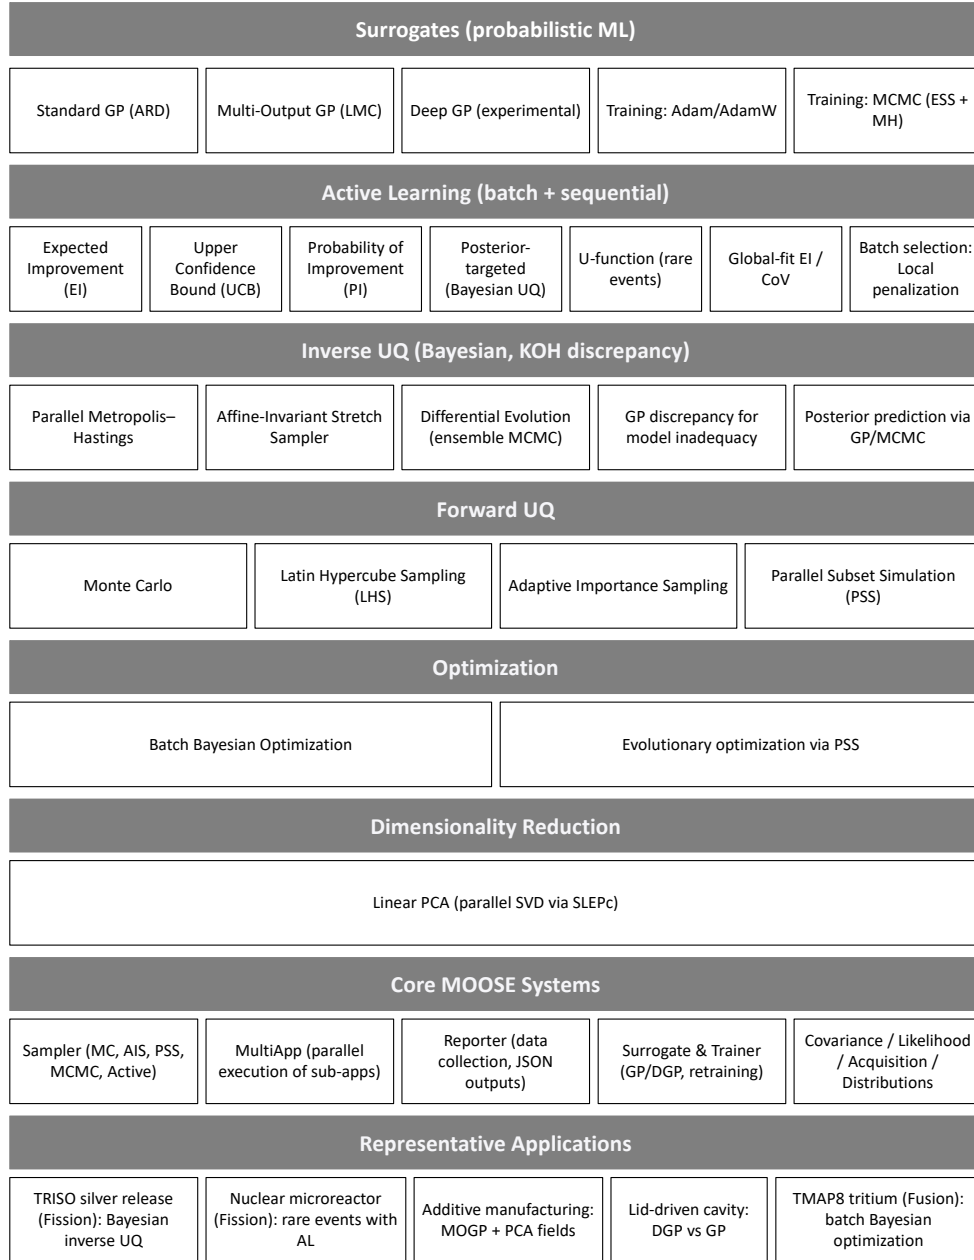 Surrogates (probabilistic ML)
Standard GP (ARD)
Multi-Output GP (LMC)
Deep GP (experimental)
Training: Adam/AdamW
Training: MCMC (ESS +
MH)
Active Learning (batch + sequential)
Expected
Improvement
(EI)
Upper
Confidence
Bound (UCB)
Probability of
Improvement
(PI)
Posterior-
targeted
(Bayesian UQ)
U-function (rare
events)
Global-fit EI /
CoV
Batch selection:
Local
penalization
Inverse UQ (Bayesian, KOH discrepancy)
Parallel Metropolis–
Hastings
Affine-Invariant Stretch
Sampler
Differential Evolution
(ensemble MCMC)
GP discrepancy for
model inadequacy
Posterior prediction via
GP/MCMC
Forward UQ
Monte Carlo
Latin Hypercube Sampling
(LHS)
Adaptive Importance Sampling
Parallel Subset Simulation
(PSS)
Optimization
Batch Bayesian Optimization
Evolutionary optimization via PSS
Dimensionality Reduction
Linear PCA (parallel SVD via SLEPc)
Core MOOSE Systems
Sampler (MC, AIS, PSS,
MCMC, Active)
MultiApp (parallel
execution of sub-apps)
Reporter (data
collection, JSON
outputs)
Surrogate & Trainer
(GP/DGP, retraining)
Covariance / Likelihood
/ Acquisition /
Distributions
Representative Applications
TRISO silver release
(Fission): Bayesian
inverse UQ
Nuclear microreactor
(Fission): rare events with
AL
Additive manufacturing:
MOGP + PCA fields
Lid-driven cavity:
DGP vs GP
TMAP8 tritium (Fusion):
batch Bayesian
optimization